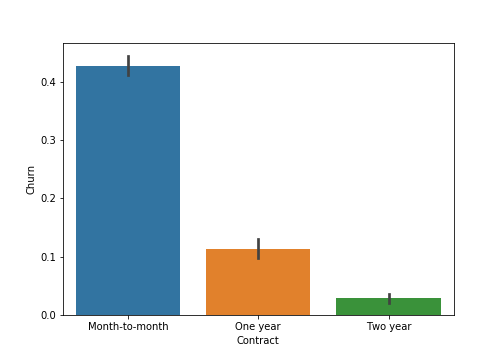 0.4
0.3
0.2
0.1
0.0
Churn
Month-to-month
One year
Two year
Contract